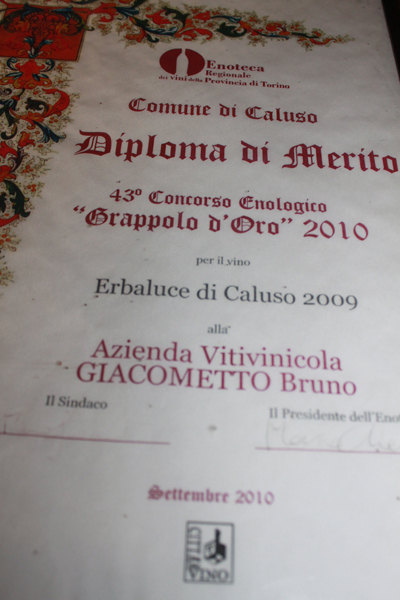 Enoteca
Regionale
dei vini della Provincia di Torino
Comune di Caluso
Diploma di Merito
43º Concorso Enologico
“Grappolo d’Oro” 2010
per il vino
Erbaluce di Caluso 2009
alla
Azienda Vitivinicola
GIACOMETTO Bruno
Il Sindaco
Il Presidente dell’Enot
Settembre 2010
CITTÀ
VINO